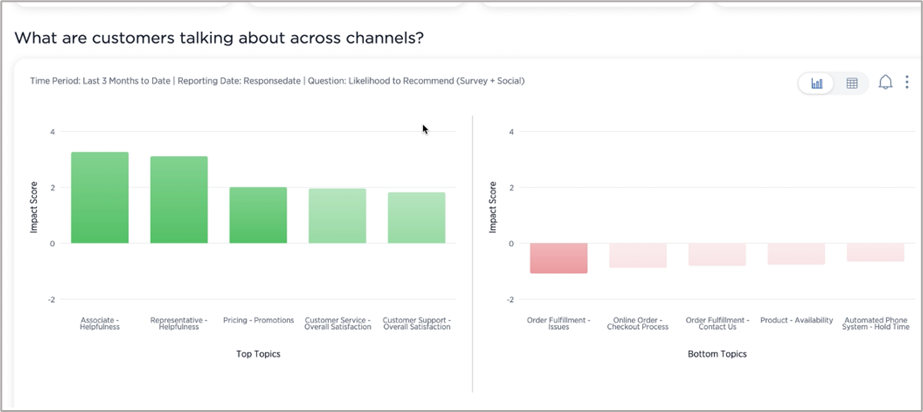 What are customers talking about across channels?
Time Period: Last 3 Months to Date | Reporting Date: Responsedate | Question: Likelihood to Recommend (Survey + Social)
4
2
0
-2
Impact Score
Associate -
Helpfulness
Representative -
Helpfulness
Pricing - Promotions
Customer Service -
Overall Satisfaction
Customer Support -
Overall Satisfaction
Top Topics
4
2
0
-2
Impact Score
Order Fulfillment -
Issues
Online Order -
Checkout Process
Order Fulfillment -
Contact Us
Product - Availability
Automated Phone
System - Hold Time
Bottom Topics